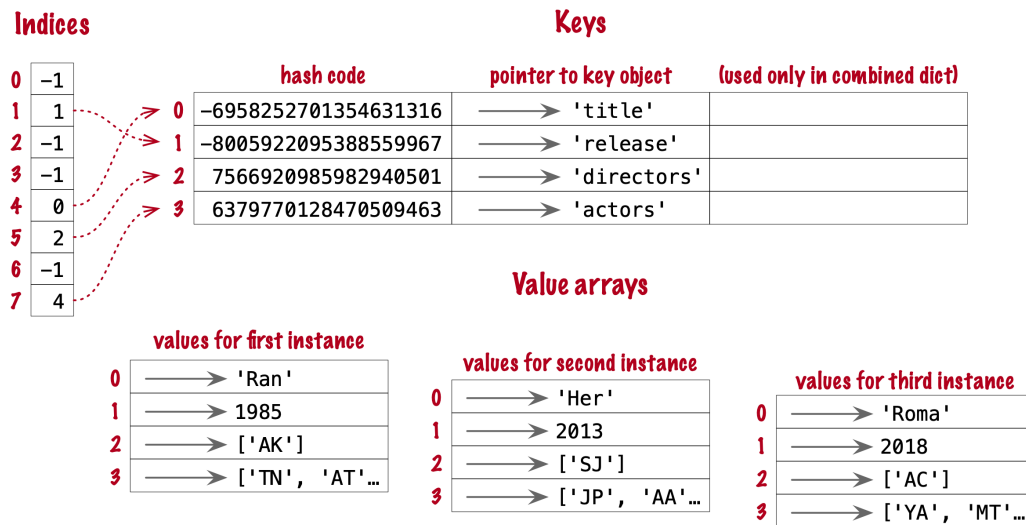 Indices
Keys
hash code pointer to key object (used only in combined dict)
0 -1
1 1
2 -1
3 -1
4 0
5 2
6 -1
7 4
0 -6958252701354631316 'title'
1 -8005922095388559967 'release'
2 7566920985982940501 'directors'
3 6379770128470509463 'actors'
Value arrays
values for first instance
0 'Ran'
1 1985
2 ['AK']
3 ['TN', 'AT'…
values for second instance
0 'Her'
1 2013
2 ['SJ']
3 ['JP', 'AA'…
values for third instance
0 'Roma'
1 2018
2 ['AC']
3 ['YA', 'MT'…